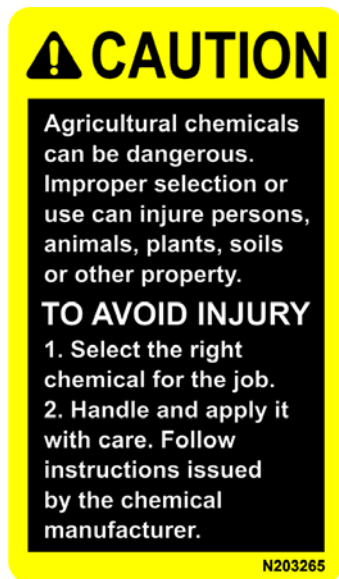 CAUTION
Agricultural chemicals
can be dangerous.
Improper selection or
use can injure persons,
animals, plants, soils
or other property.
TO AVOID INJURY
1. Select the right
chemical for the job.
2. Handle and apply it
with care. Follow
instructions issued
by the chemical
manufacturer.
N203265